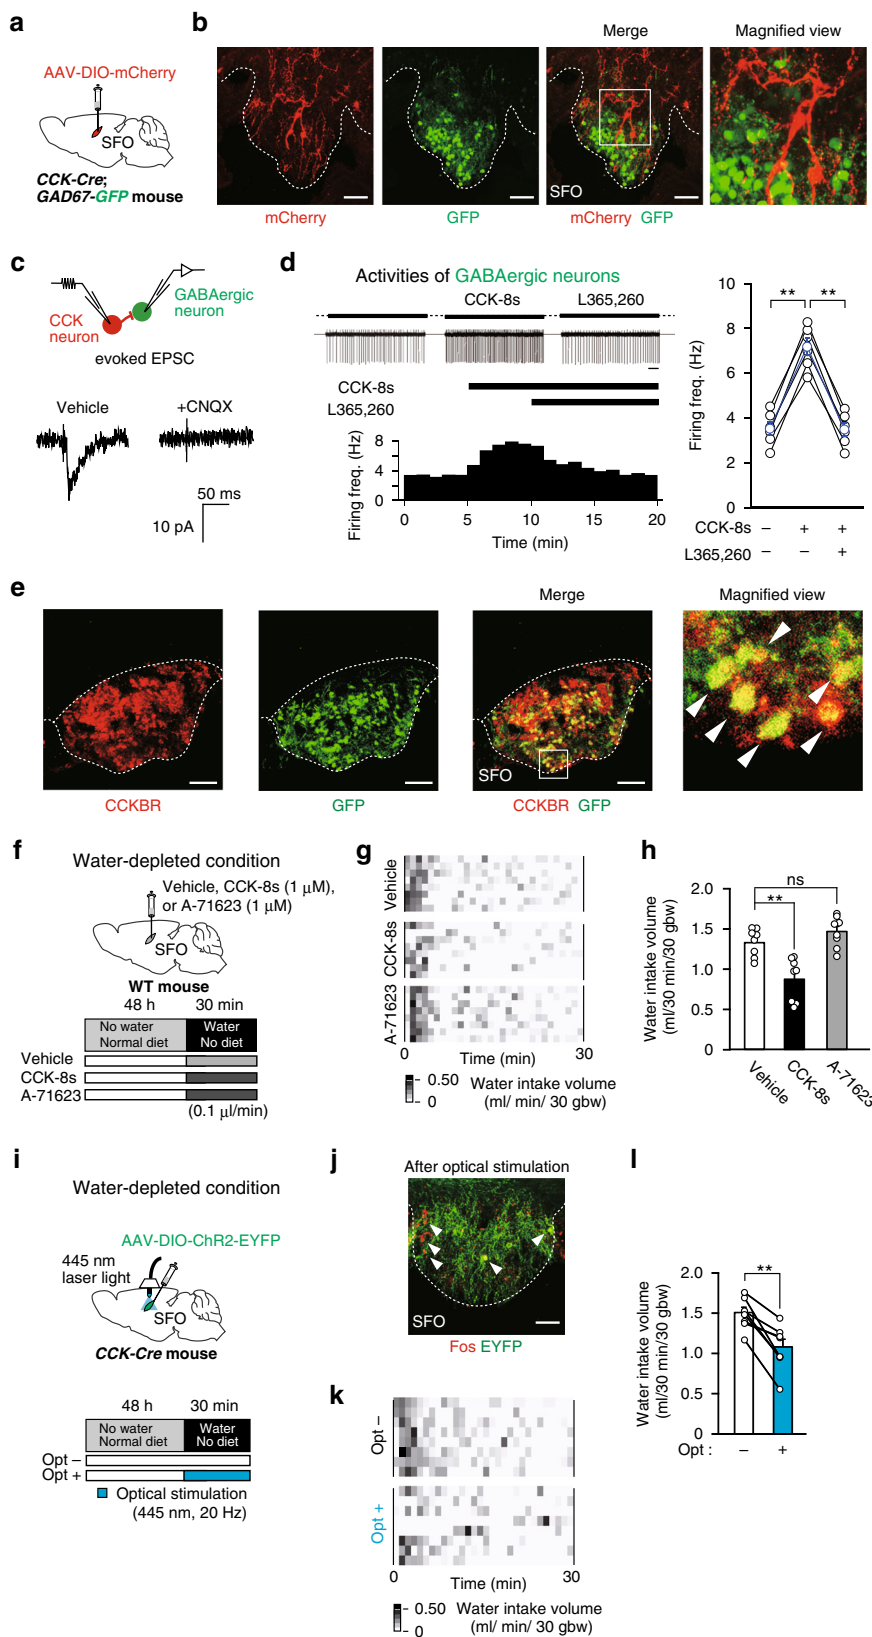 a
AAV-DIO-mCherry
SFO
CCK-Cre;
GAD67-GFP mouse
b
Merge
Magnified view
SFO
mCherry
GFP
mCherry GFP
c
CCK
neuron
GABAergic
neuron
evoked EPSC
Vehicle
+CNQX
50 ms
10 pA
d
Activities of GABAergic neurons
CCK-8s
L365,260
CCK-8s
L365,260
Firing freq. (Hz)
8
4
0
0 5 10 15 20
Time (min)
Firing freq. (Hz)
10
8
6
4
2
0
** **
CCK-8s – + +
L365,260 – – +
e
Merge
Magnified view
SFO
CCKBR
GFP
CCKBR GFP
f
Water-depleted condition
Vehicle, CCK-8s (1 μM),
or A-71623 (1 μM)
SFO
WT mouse
48 h 30 min
No water
Normal diet
Water
No diet
Vehicle
CCK-8s
A-71623
(0.1 μl/min)
g
Vehicle
CCK-8s
A-71623
0 30
Time (min)
0.50
0
Water intake volume
(ml/ min/ 30 gbw)
h
ns
**
Water intake volume
(ml/30 min/30 gbw)
2.0
1.5
1.0
0.5
0
Vehicle
CCK-8s
A-71623
i
Water-depleted condition
AAV-DIO-ChR2-EYFP
445 nm
laser light
SFO
CCK-Cre mouse
48 h 30 min
No water
Normal diet
Water
No diet
Opt –
Opt +
Optical stimulation
(445 nm, 20 Hz)
j
After optical stimulation
SFO
Fos EYFP
k
Opt –
Opt +
0 30
Time (min)
0.50
0
Water intake volume
(ml/ min/ 30 gbw)
l
**
Water intake volume
(ml/30 min/30 gbw)
2.0
1.5
1.0
0.5
0
Opt : – +